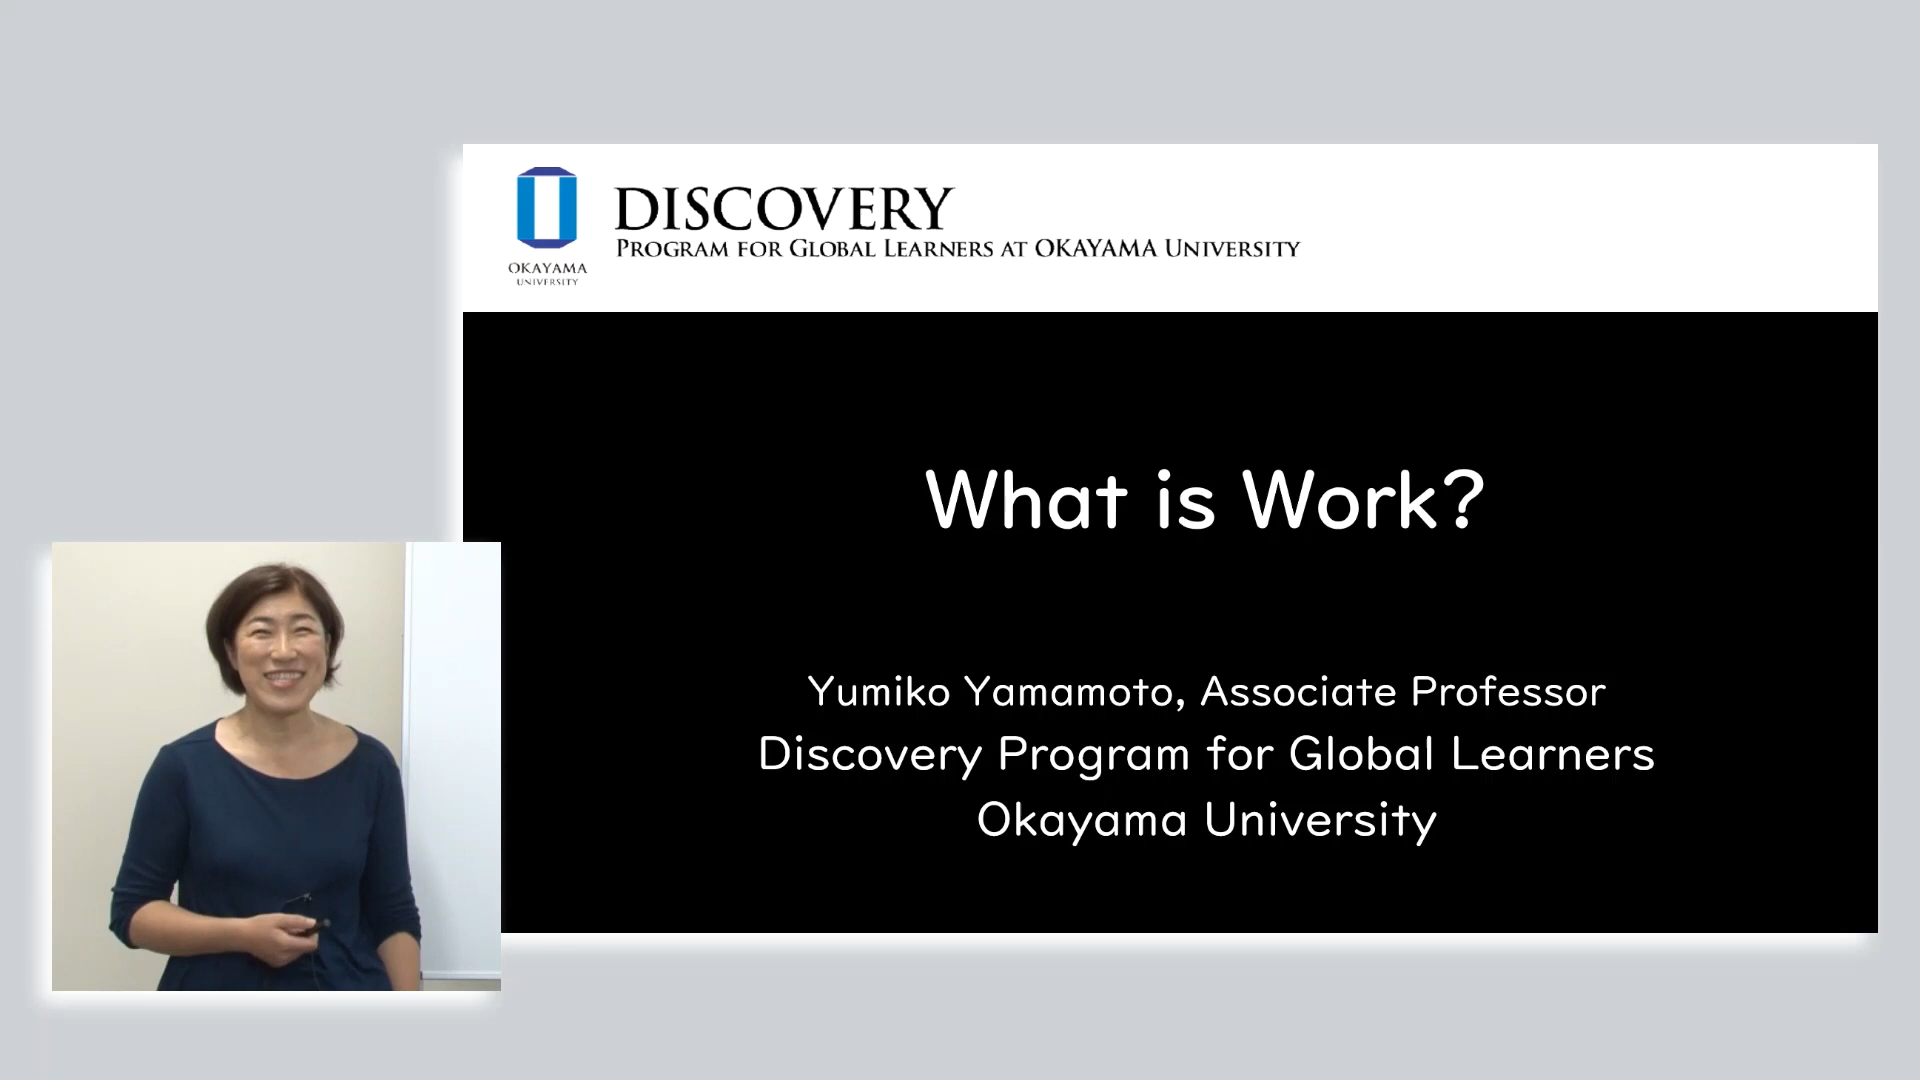 OKAYAMA
UNIVERSITY
DISCOVERY
PROGRAM FOR GLOBAL LEARNERS AT OKAYAMA UNIVERSITY
What is Work?
Yumiko Yamamoto, Associate Professor
Discovery Program for Global Learners
Okayama University